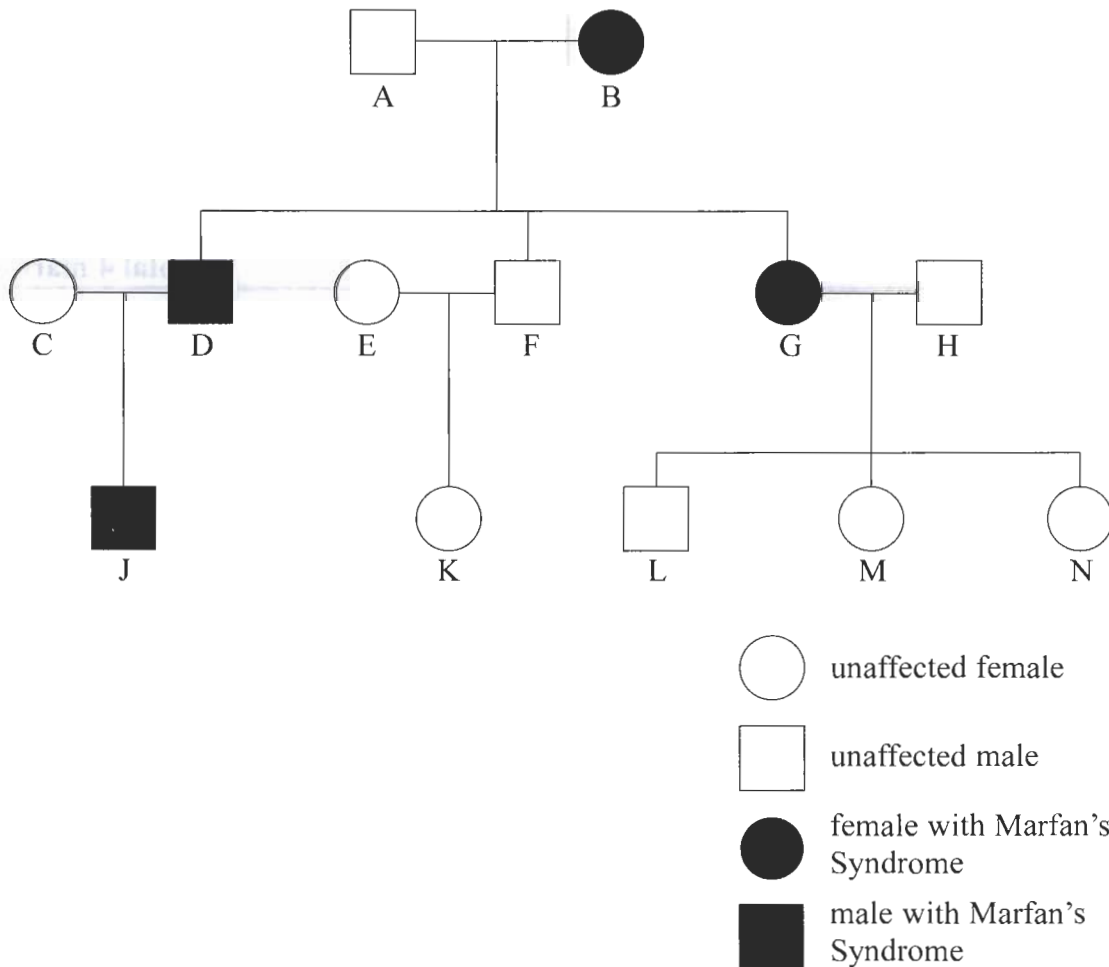 A B
C D E F G H
J K L M N
unaffected female
unaffected male
female with Marfan's
Syndrome
male with Marfan's
Syndrome